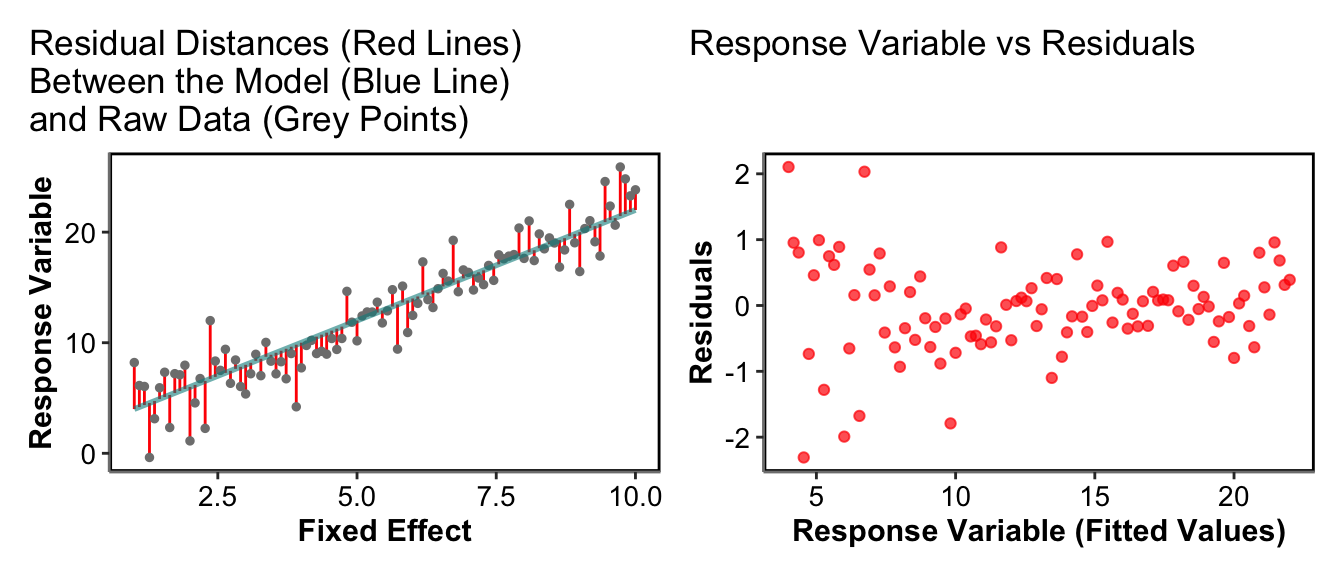 Residual Distances (Red Lines)
Between the Model (Blue Line)
and Raw Data (Grey Points)
Response Variable
20
10
0
2.5 5.0 7.5 10.0
Fixed Effect
Response Variable vs Residuals
Residuals
2
1
0
-1
-2
5 10 15 20
Response Variable (Fitted Values)